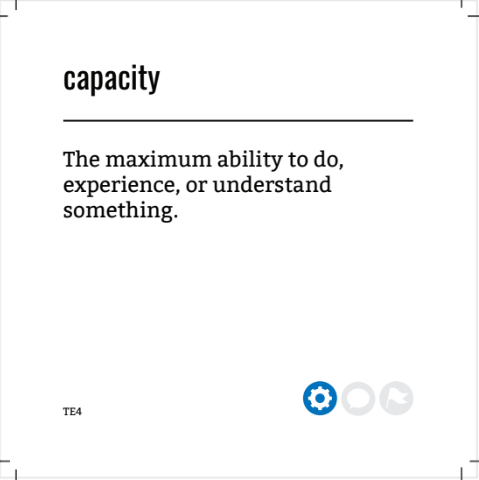 capacity
The maximum ability to do,
experience, or understand
something.
TE4